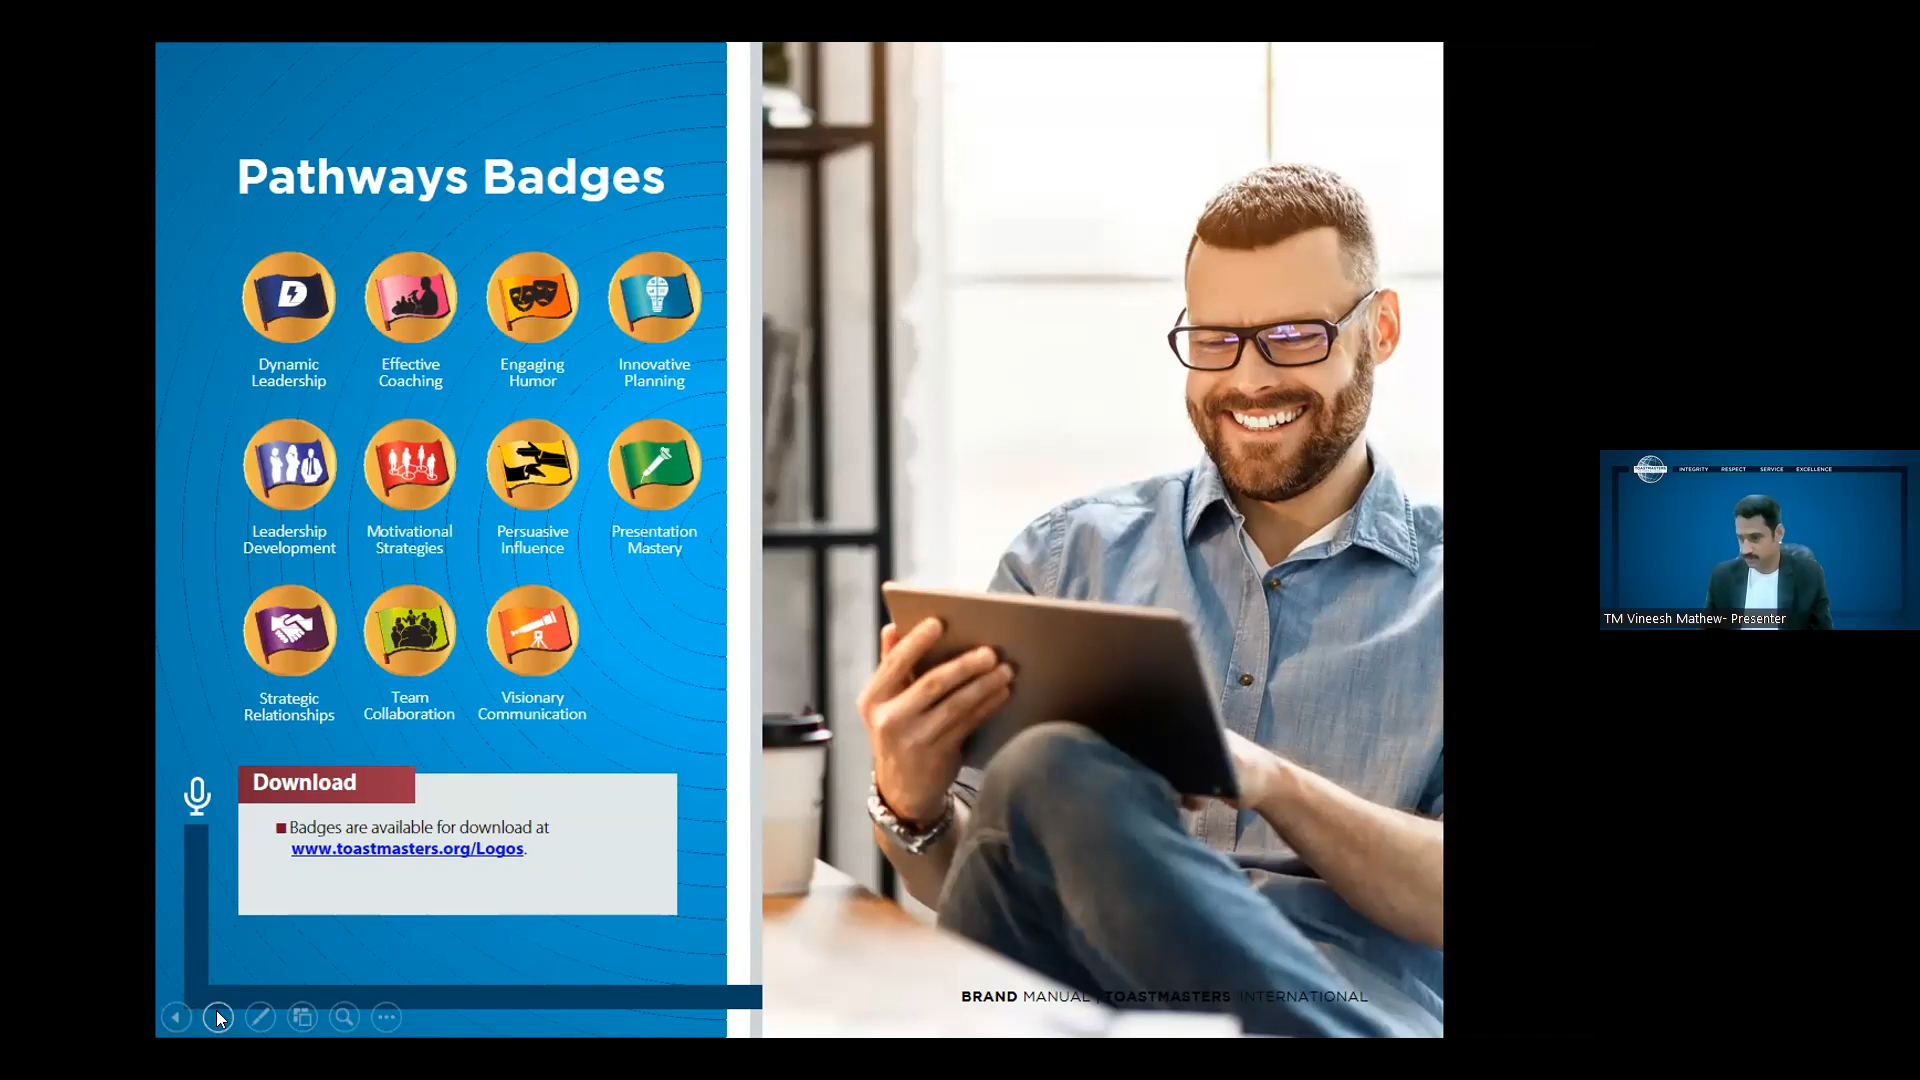 Pathways Badges
Dynamic
Leadership
Effective
Coaching
Engaging
Humor
Innovative
Planning
Leadership
Development
Motivational
Strategies
Persuasive
Influence
Presentation
Mastery
Strategic
Relationships
Team
Collaboration
Visionary
Communication
Download
Badges are available for download at
www.toastmasters.org/Logos.
BRAND MANUAL | TOASTMASTERS INTERNATIONAL
TOASTMASTERS
INTEGRITY RESPECT SERVICE EXCELLENCE
TM Vineesh Mathew- Presenter